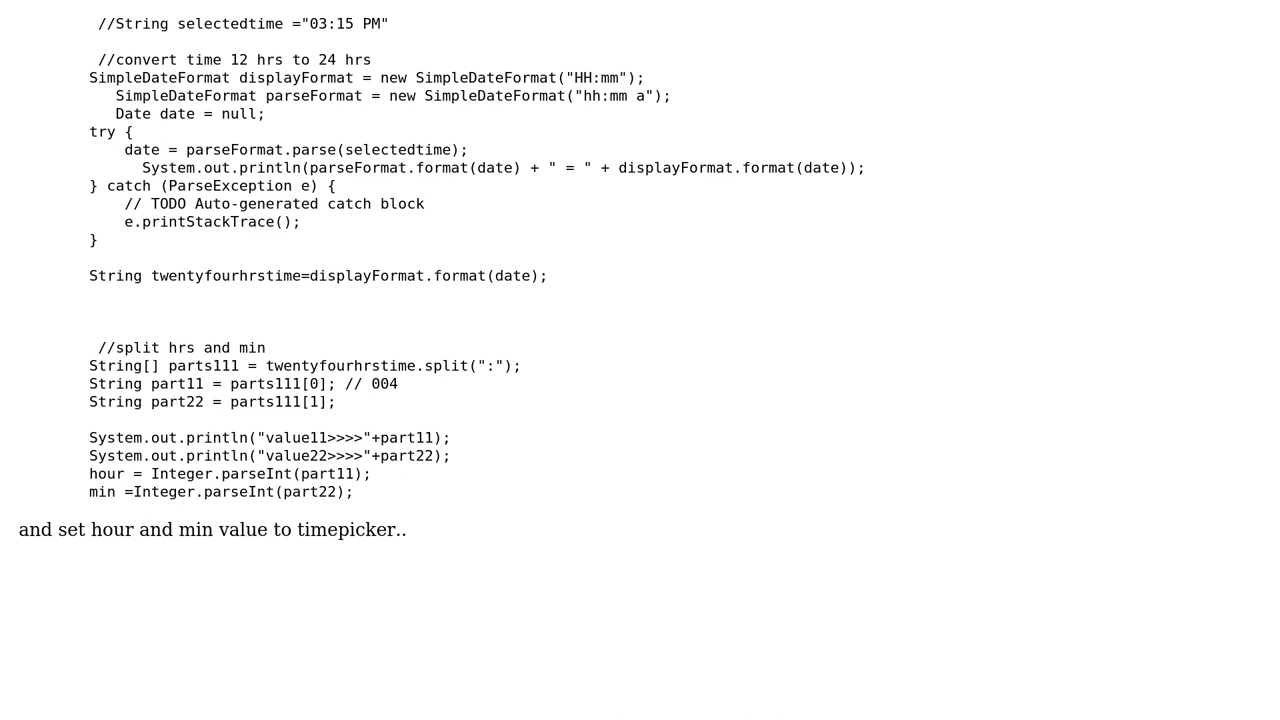 //String selectedtime ="03:15 PM"
//convert time 12 hrs to 24 hrs
SimpleDateFormat displayFormat = new SimpleDateFormat("HH:mm");
SimpleDateFormat parseFormat = new SimpleDateFormat("hh:mm a");
Date date = null;
try {
date = parseFormat.parse(selectedtime);
System.out.println(parseFormat.format(date) + " = " + displayFormat.format(date));
} catch (ParseException e) {
// TODO Auto-generated catch block
e.printStackTrace();
}
String twentyfourhrstime=displayFormat.format(date);
//split hrs and min
String[] parts111 = twentyfourhrstime.split(":");
String part11 = parts111[0]; // 004
String part22 = parts111[1];
System.out.println("value11>>>>"+part11);
System.out.println("value22>>>>"+part22);
hour = Integer.parseInt(part11);
min =Integer.parseInt(part22);
and set hour and min value to timepicker..